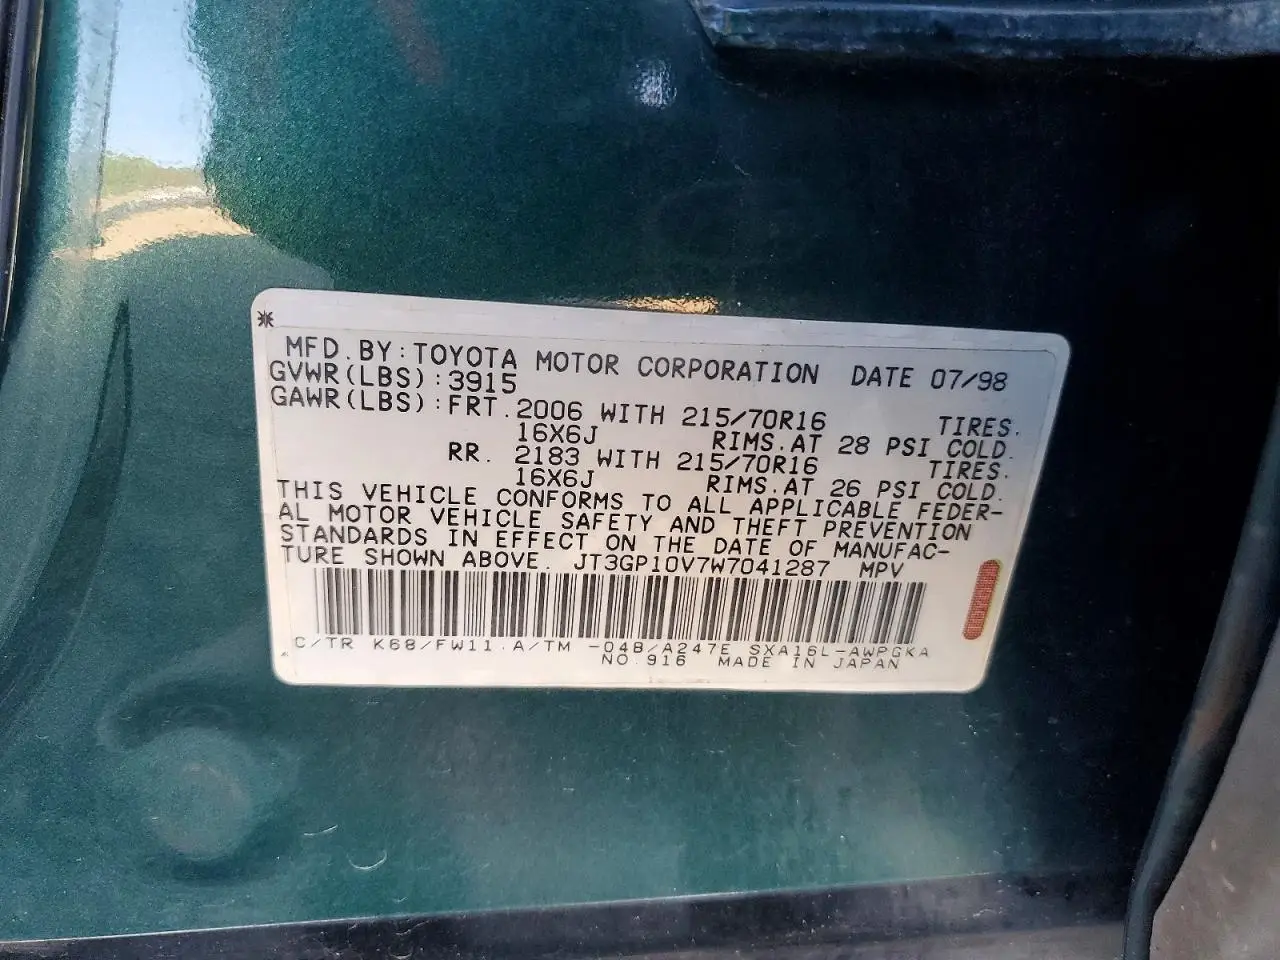 MFD.BY:TOYOTA MOTOR CORPORATION DATE 07/98
GVWR(LBS):3915
GAWR(LBS):FRT.2006 WITH 215/70R16 TIRES.
16X6J RIMS.AT 28 PSI COLD.
RR. 2183 WITH 215/70R16 TIRES.
16X6J RIMS.AT 26 PSI COLD.
THIS VEHICLE CONFORMS TO ALL APPLICABLE FEDER-
AL MOTOR VEHICLE SAFETY AND THEFT PREVENTION
STANDARDS IN EFFECT ON THE DATE OF MANUFAC-
TURE SHOWN ABOVE. JT3GP10V7W7041287 MPV
C/TR K68/FW11.A/TM -04B/A247E SXA16L-AWPGKA
NO.916 MADE IN JAPAN